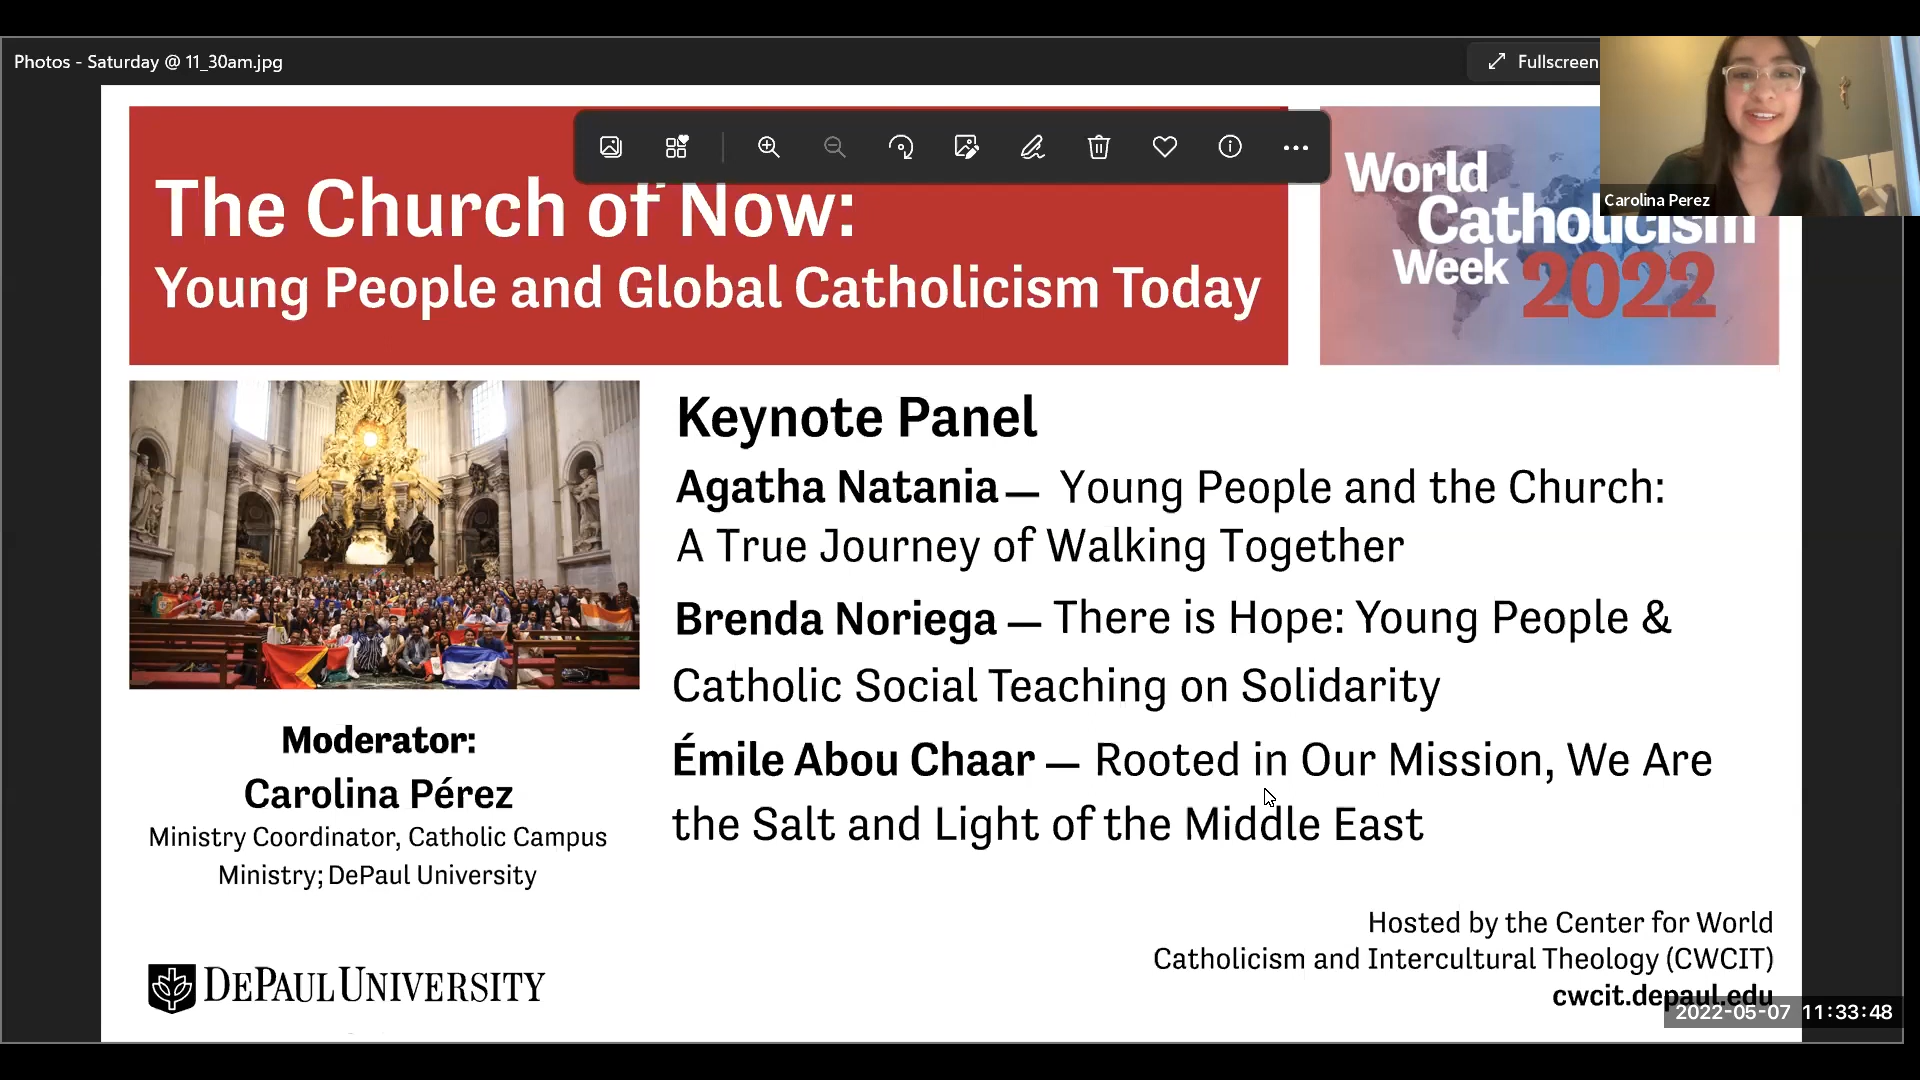 Photos - Saturday @ 11_30am.jpg
Fullscreen
Carolina Perez
The Church of Now:
Young People and Global Catholicism Today
World
Catholicism
Week 2022
Keynote Panel
Agatha Natania — Young People and the Church:
A True Journey of Walking Together
Brenda Noriega — There is Hope: Young People &
Catholic Social Teaching on Solidarity
Émile Abou Chaar — Rooted in Our Mission, We Are
the Salt and Light of the Middle East
Moderator:
Carolina Pérez
Ministry Coordinator, Catholic Campus
Ministry; DePaul University
DEPAUL UNIVERSITY
Hosted by the Center for World
Catholicism and Intercultural Theology (CWCIT)
cwcit.depaul.edu
2022-05-07 11:33:48